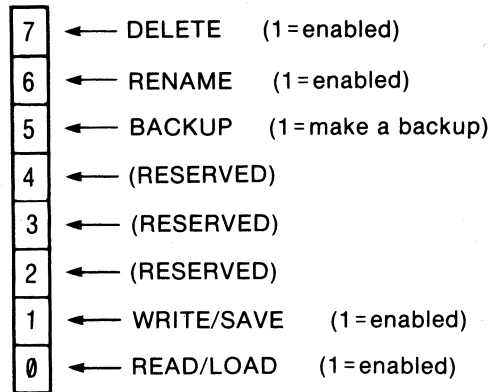 7 DELETE (1=enabled)
6 RENAME (1=enabled)
5 BACKUP (1=make a backup)
4 (RESERVED)
3 (RESERVED)
2 (RESERVED)
1 WRITE/SAVE (1=enabled)
0 READ/LOAD (1=enabled)